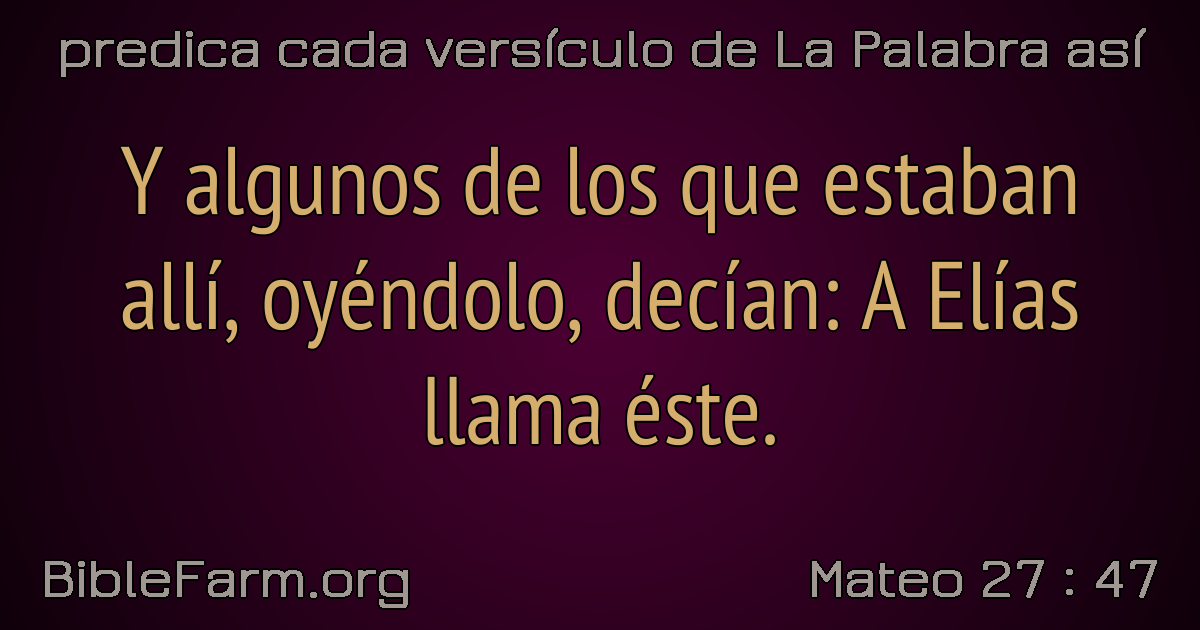 predica cada versículo de La Palabra así
Y algunos de los que estaban
allí, oyéndolo, decían: A Elías
llama éste.
BibleFarm.org
Mateo 27 : 47